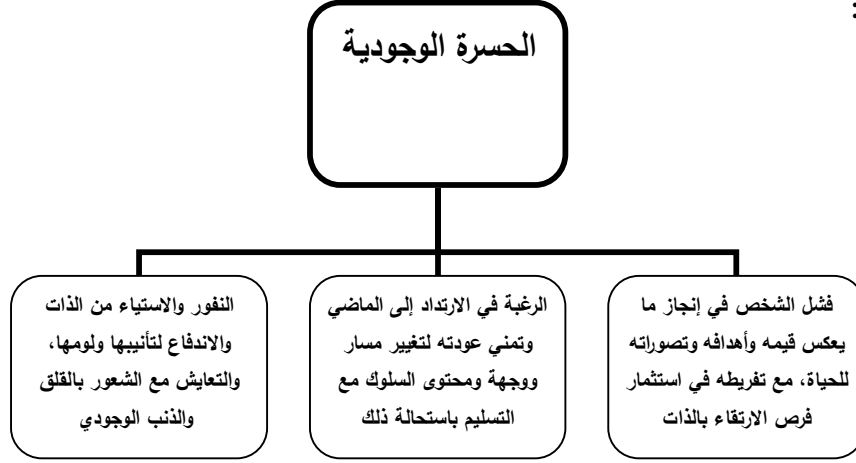 :
الحسرة الوجودية
فشل الشخص في إنجاز ما
يعكس قيمه وأهدافه وتصوراته
للحياة، مع تفريطه في استثمار
فرص الارتقاء بالذات
الرغبة في الارتداد إلى الماضي
وتمني عودته لتغيير مسار
ووجهة ومحتوى السلوك مع
التسليم باستحالة ذلك
النفور والاستياء من الذات
والاندفاع لتأنيبها ولومها،
والتعايش مع الشعور بالقلق
والذنب الوجودي